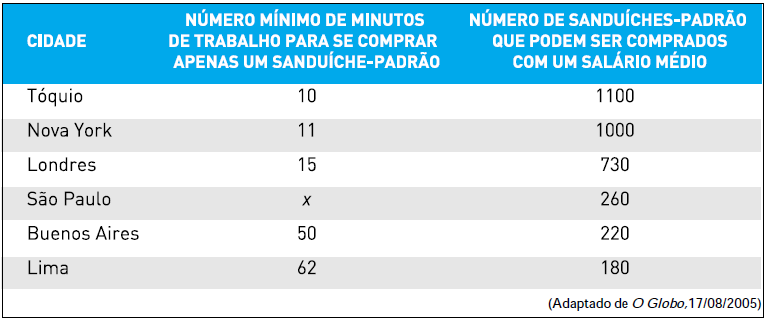 CIDADE
NÚMERO MÍNIMO DE MINUTOS
DE TRABALHO PARA SE COMPRAR
APENAS UM SANDUÍCHE-PADRÃO
NÚMERO DE SANDUÍCHES-PADRÃO
QUE PODEM SER COMPRADOS
COM UM SALÁRIO MÉDIO
Tóquio 10 1100
Nova York 11 1000
Londres 15 730
São Paulo x 260
Buenos Aires 50 220
Lima 62 180
(Adaptado de O Globo,17/08/2005)